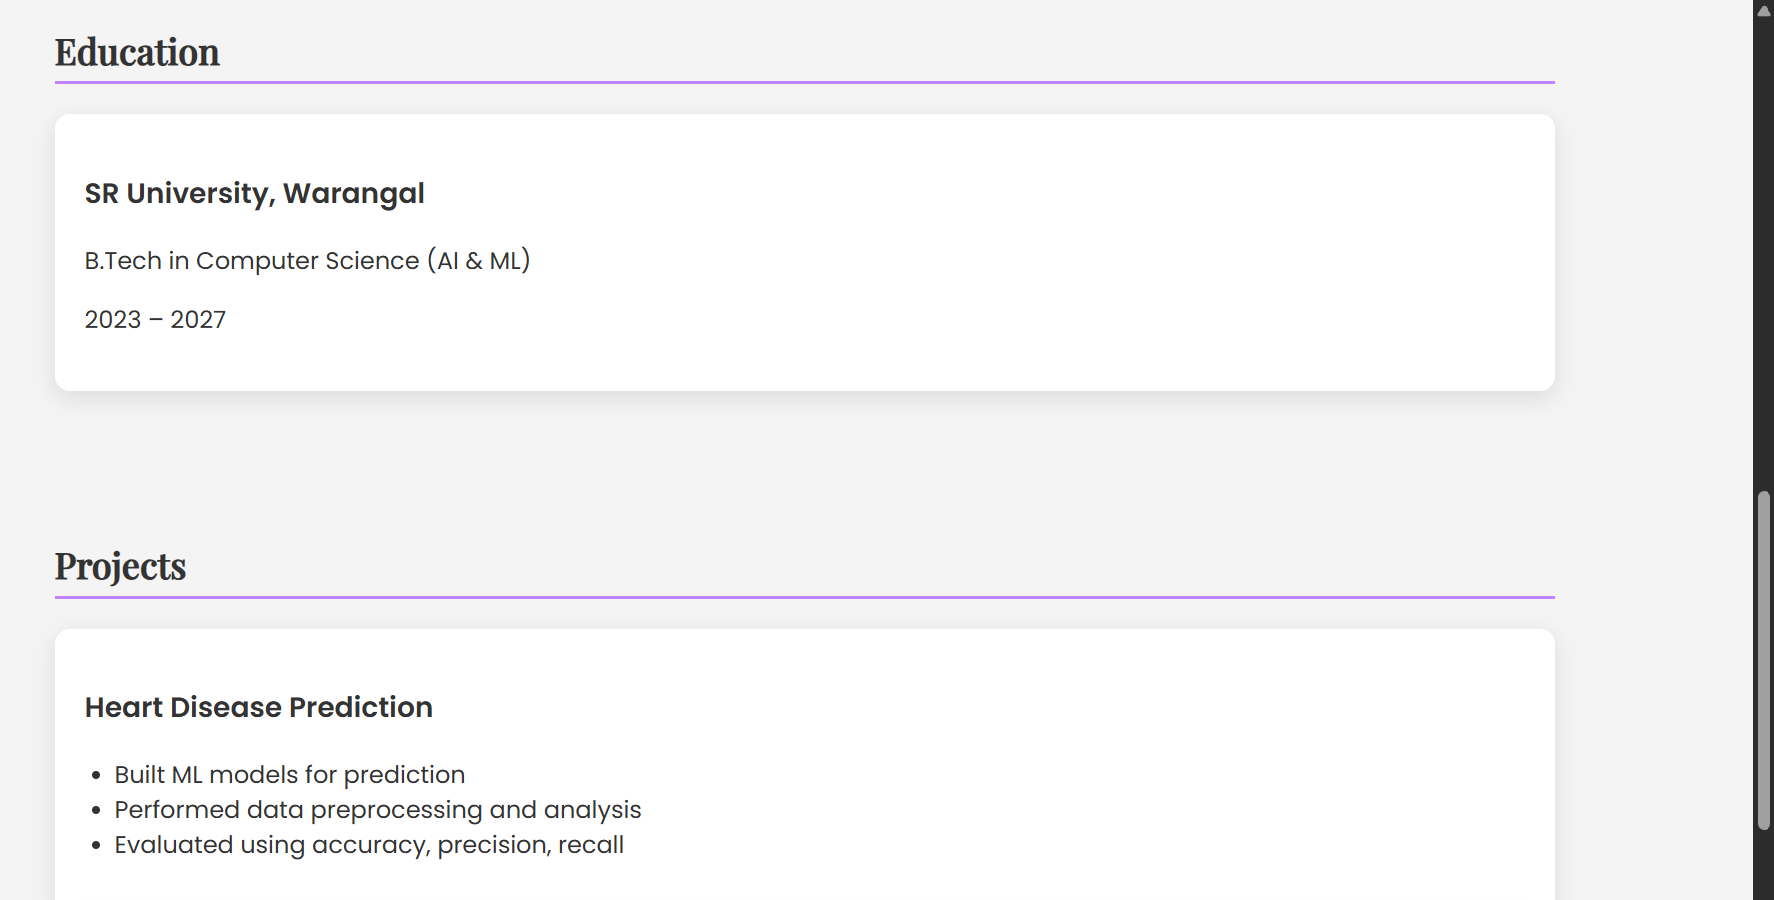 Education
SR University, Warangal
B.Tech in Computer Science (AI & ML)
2023 – 2027
Projects
Heart Disease Prediction
• Built ML models for prediction
• Performed data preprocessing and analysis
• Evaluated using accuracy, precision, recall